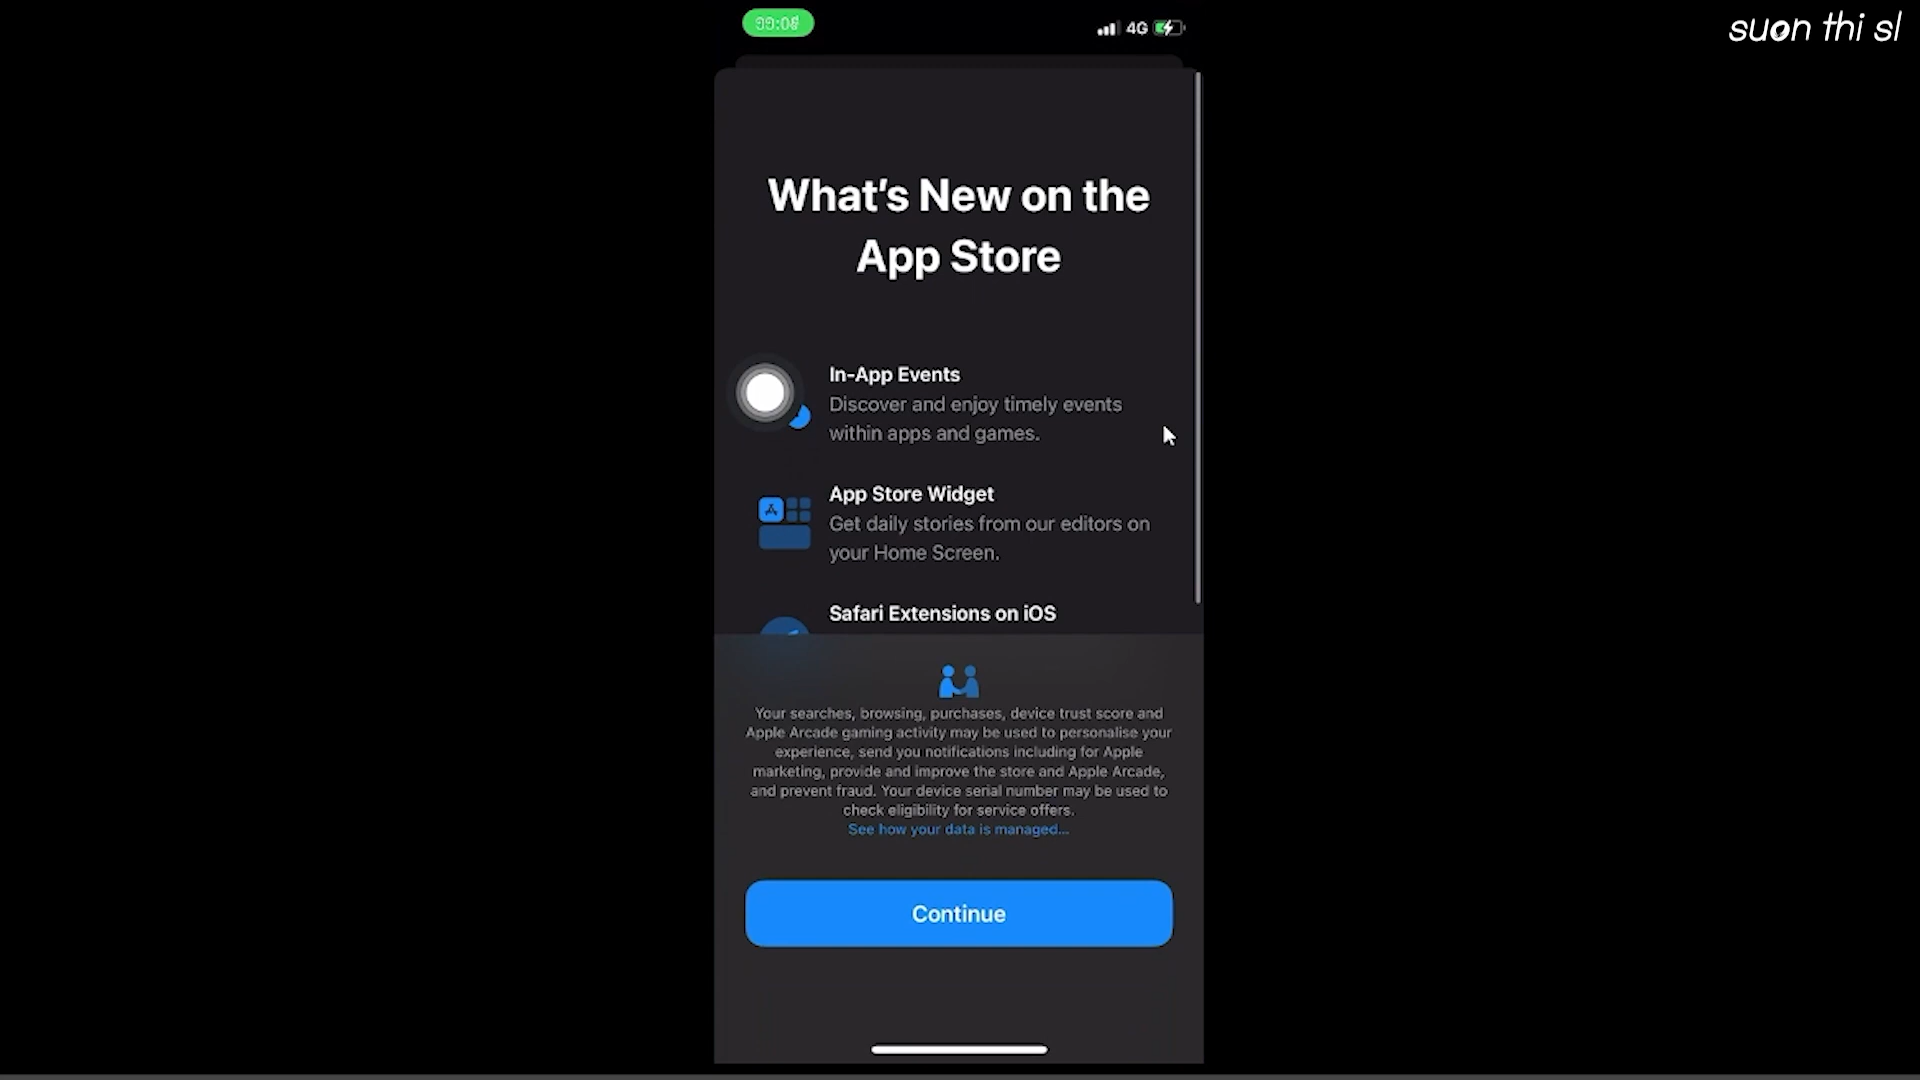 suon thi sl
4G
What's New on the
App Store
In-App Events
Discover and enjoy timely events
within apps and games.
App Store Widget
Get daily stories from our editors on
your Home Screen.
Safari Extensions on iOS
Your searches, browsing, purchases, device trust score and
Apple Arcade gaming activity may be used to personalise your
experience, send you notifications including for Apple
marketing, provide and improve the store and Apple Arcade,
and prevent fraud. Your device serial number may be used to
check eligibility for service offers.
See how your data is managed...
Continue